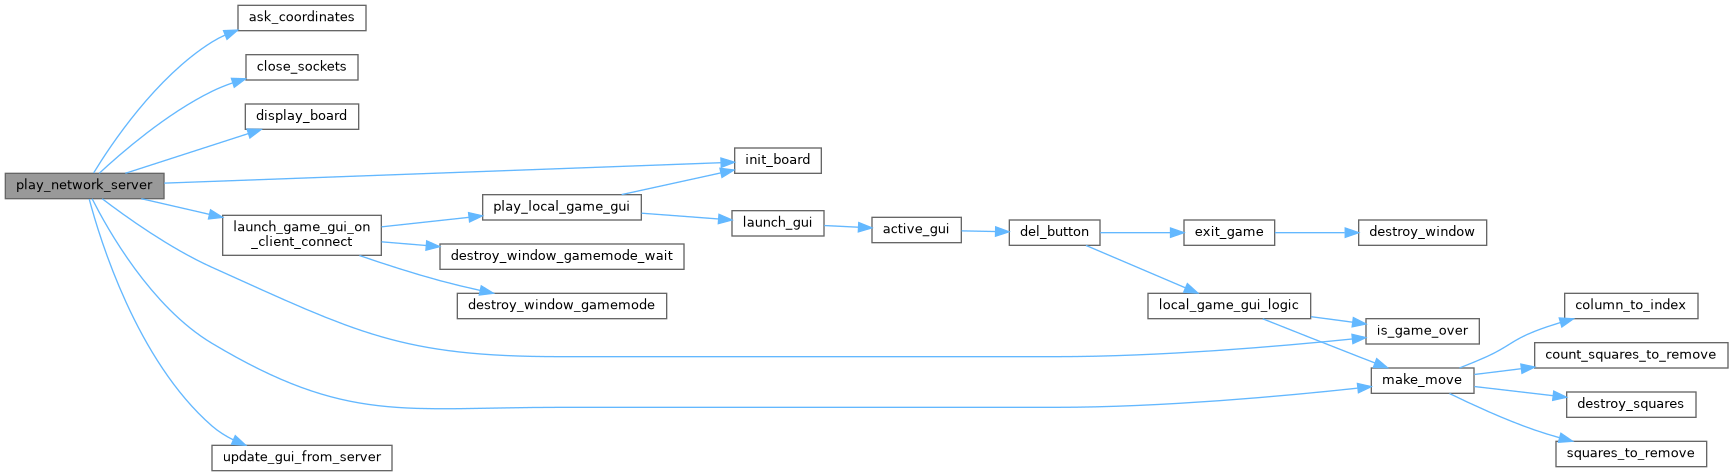 ask_coordinates
close_sockets
display_board
init_board
play_network_server
play_local_game_gui
launch_game_gui_on
_client_connect
launch_gui
active_gui
del_button
exit_game
destroy_window
destroy_window_gamemode_wait
destroy_window_gamemode
local_game_gui_logic
column_to_index
is_game_over
count_squares_to_remove
make_move
destroy_squares
squares_to_remove
update_gui_from_server